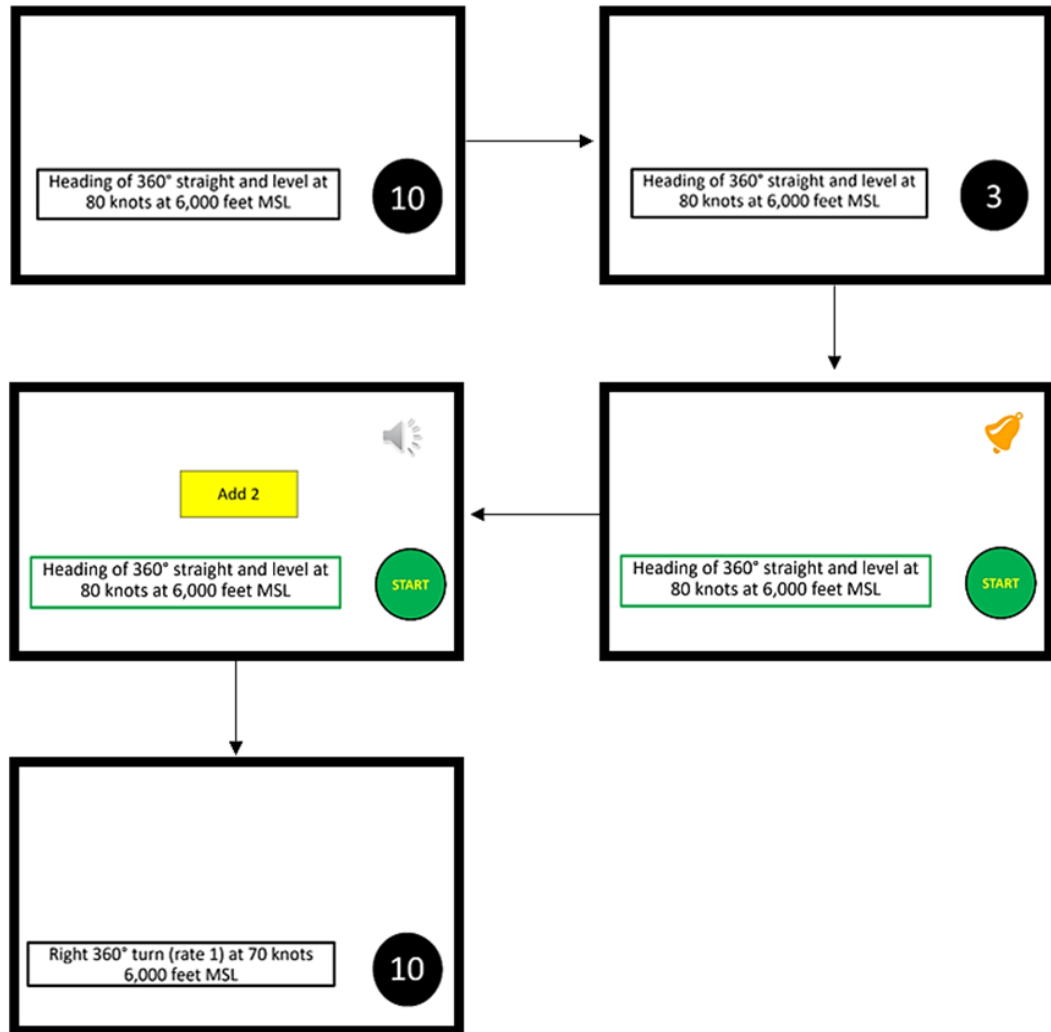 Heading of 360° straight and level at
80 knots at 6,000 feet MSL
10
Heading of 360° straight and level at
80 knots at 6,000 feet MSL
3
Heading of 360° straight and level at
80 knots at 6,000 feet MSL
START
Add 2
Heading of 360° straight and level at
80 knots at 6,000 feet MSL
START
Right 360° turn (rate 1) at 70 knots
6,000 feet MSL
10